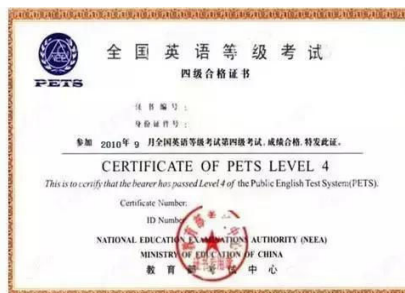 PETS
全国英语等级考试
四级合格证书
证书编号：
身份证件号：
参加 2010年 9 月全国英语等级考试第四级考试，成绩合格，特发此证。
CERTIFICATE OF PETS LEVEL 4
This is to certify that the bearer has passed Level 4 of the Public English Test System(PETS).
Certificate Number:
ID Number
NATIONAL EDUCATION EXAMINATIONS AUTHORITY (NEEA)
MINISTRY OF EDUCATION OF CHINA
教育部考试中心